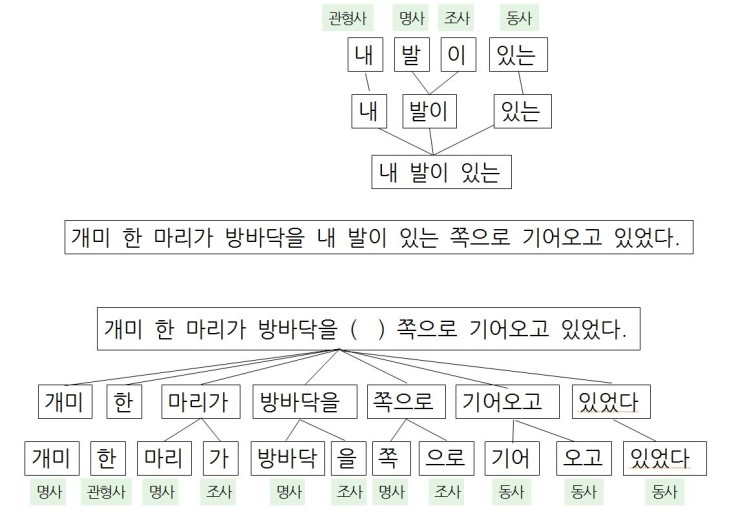 관형사 명사 조사 동사
내 발 이 있는
내 발이 있는
내 발이 있는
개미 한 마리가 방바닥을 내 발이 있는 쪽으로 기어오고 있었다.
개미 한 마리가 방바닥을 ( ) 쪽으로 기어오고 있었다.
개미 한 마리가 방바닥을 쪽으로 기어오고 있었다
개미 한 마리 가 방바닥 을 쪽 으로 기어 오고 있었다
명사 관형사 명사 조사 명사 조사 명사 조사 동사 동사 동사